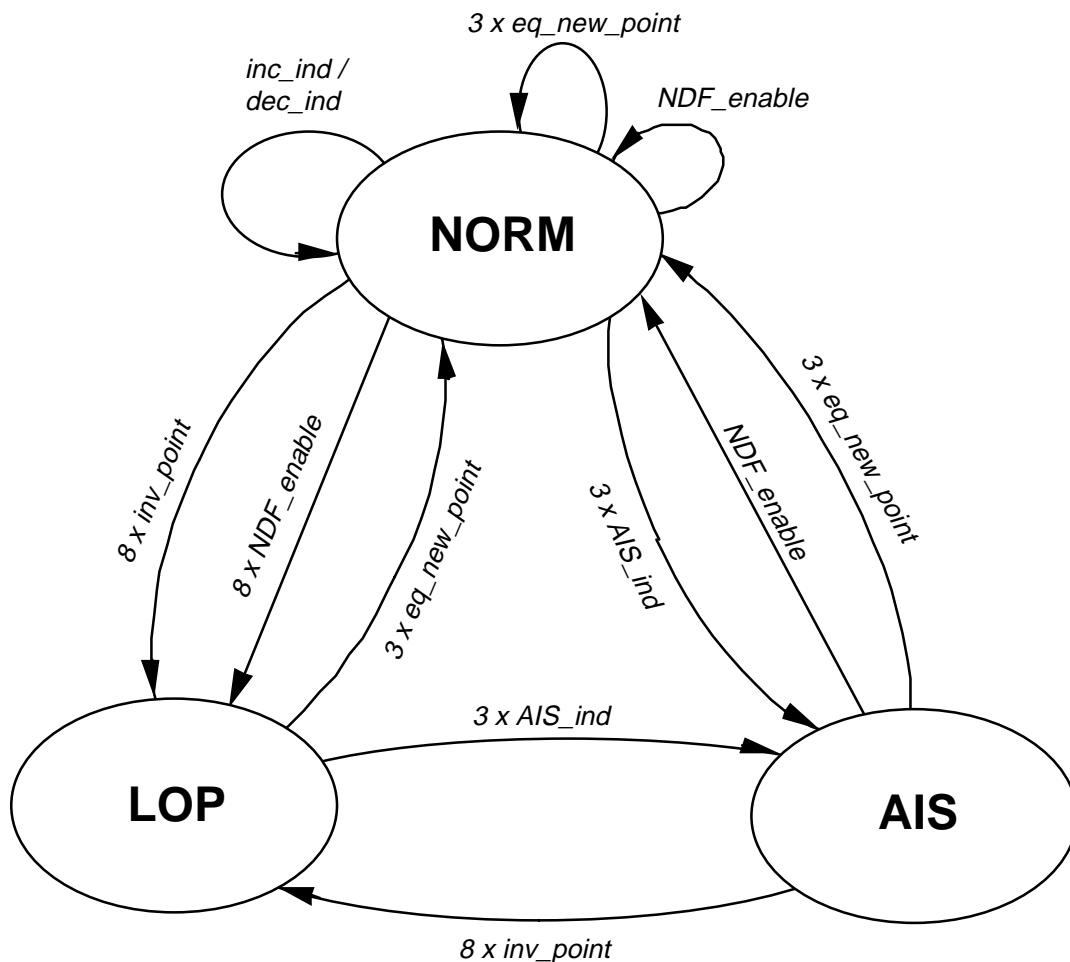 3 x eq_new_point
inc_ind /
dec_ind
NDF_enable
NORM
8 x inv_point
8 x NDF_enable
3 x eq_new_point
3 x AIS_ind
NDF_enable
3 x eq_new_point
3 x AIS_ind
LOP
AIS
8 x inv_point